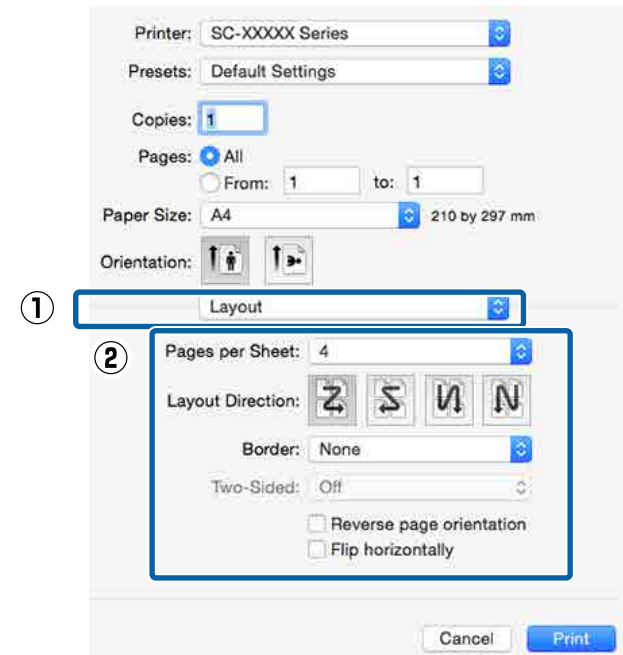 Printer: SC-XXXXX Series
Presets: Default Settings
Copies: 1
Pages: All
From: 1 to: 1
Paper Size: A4 210 by 297 mm
Orientation:
① Layout
② Pages per Sheet: 4
Layout Direction:
Border: None
Two-Sided: Off
Reverse page orientation
Flip horizontally
Cancel Print